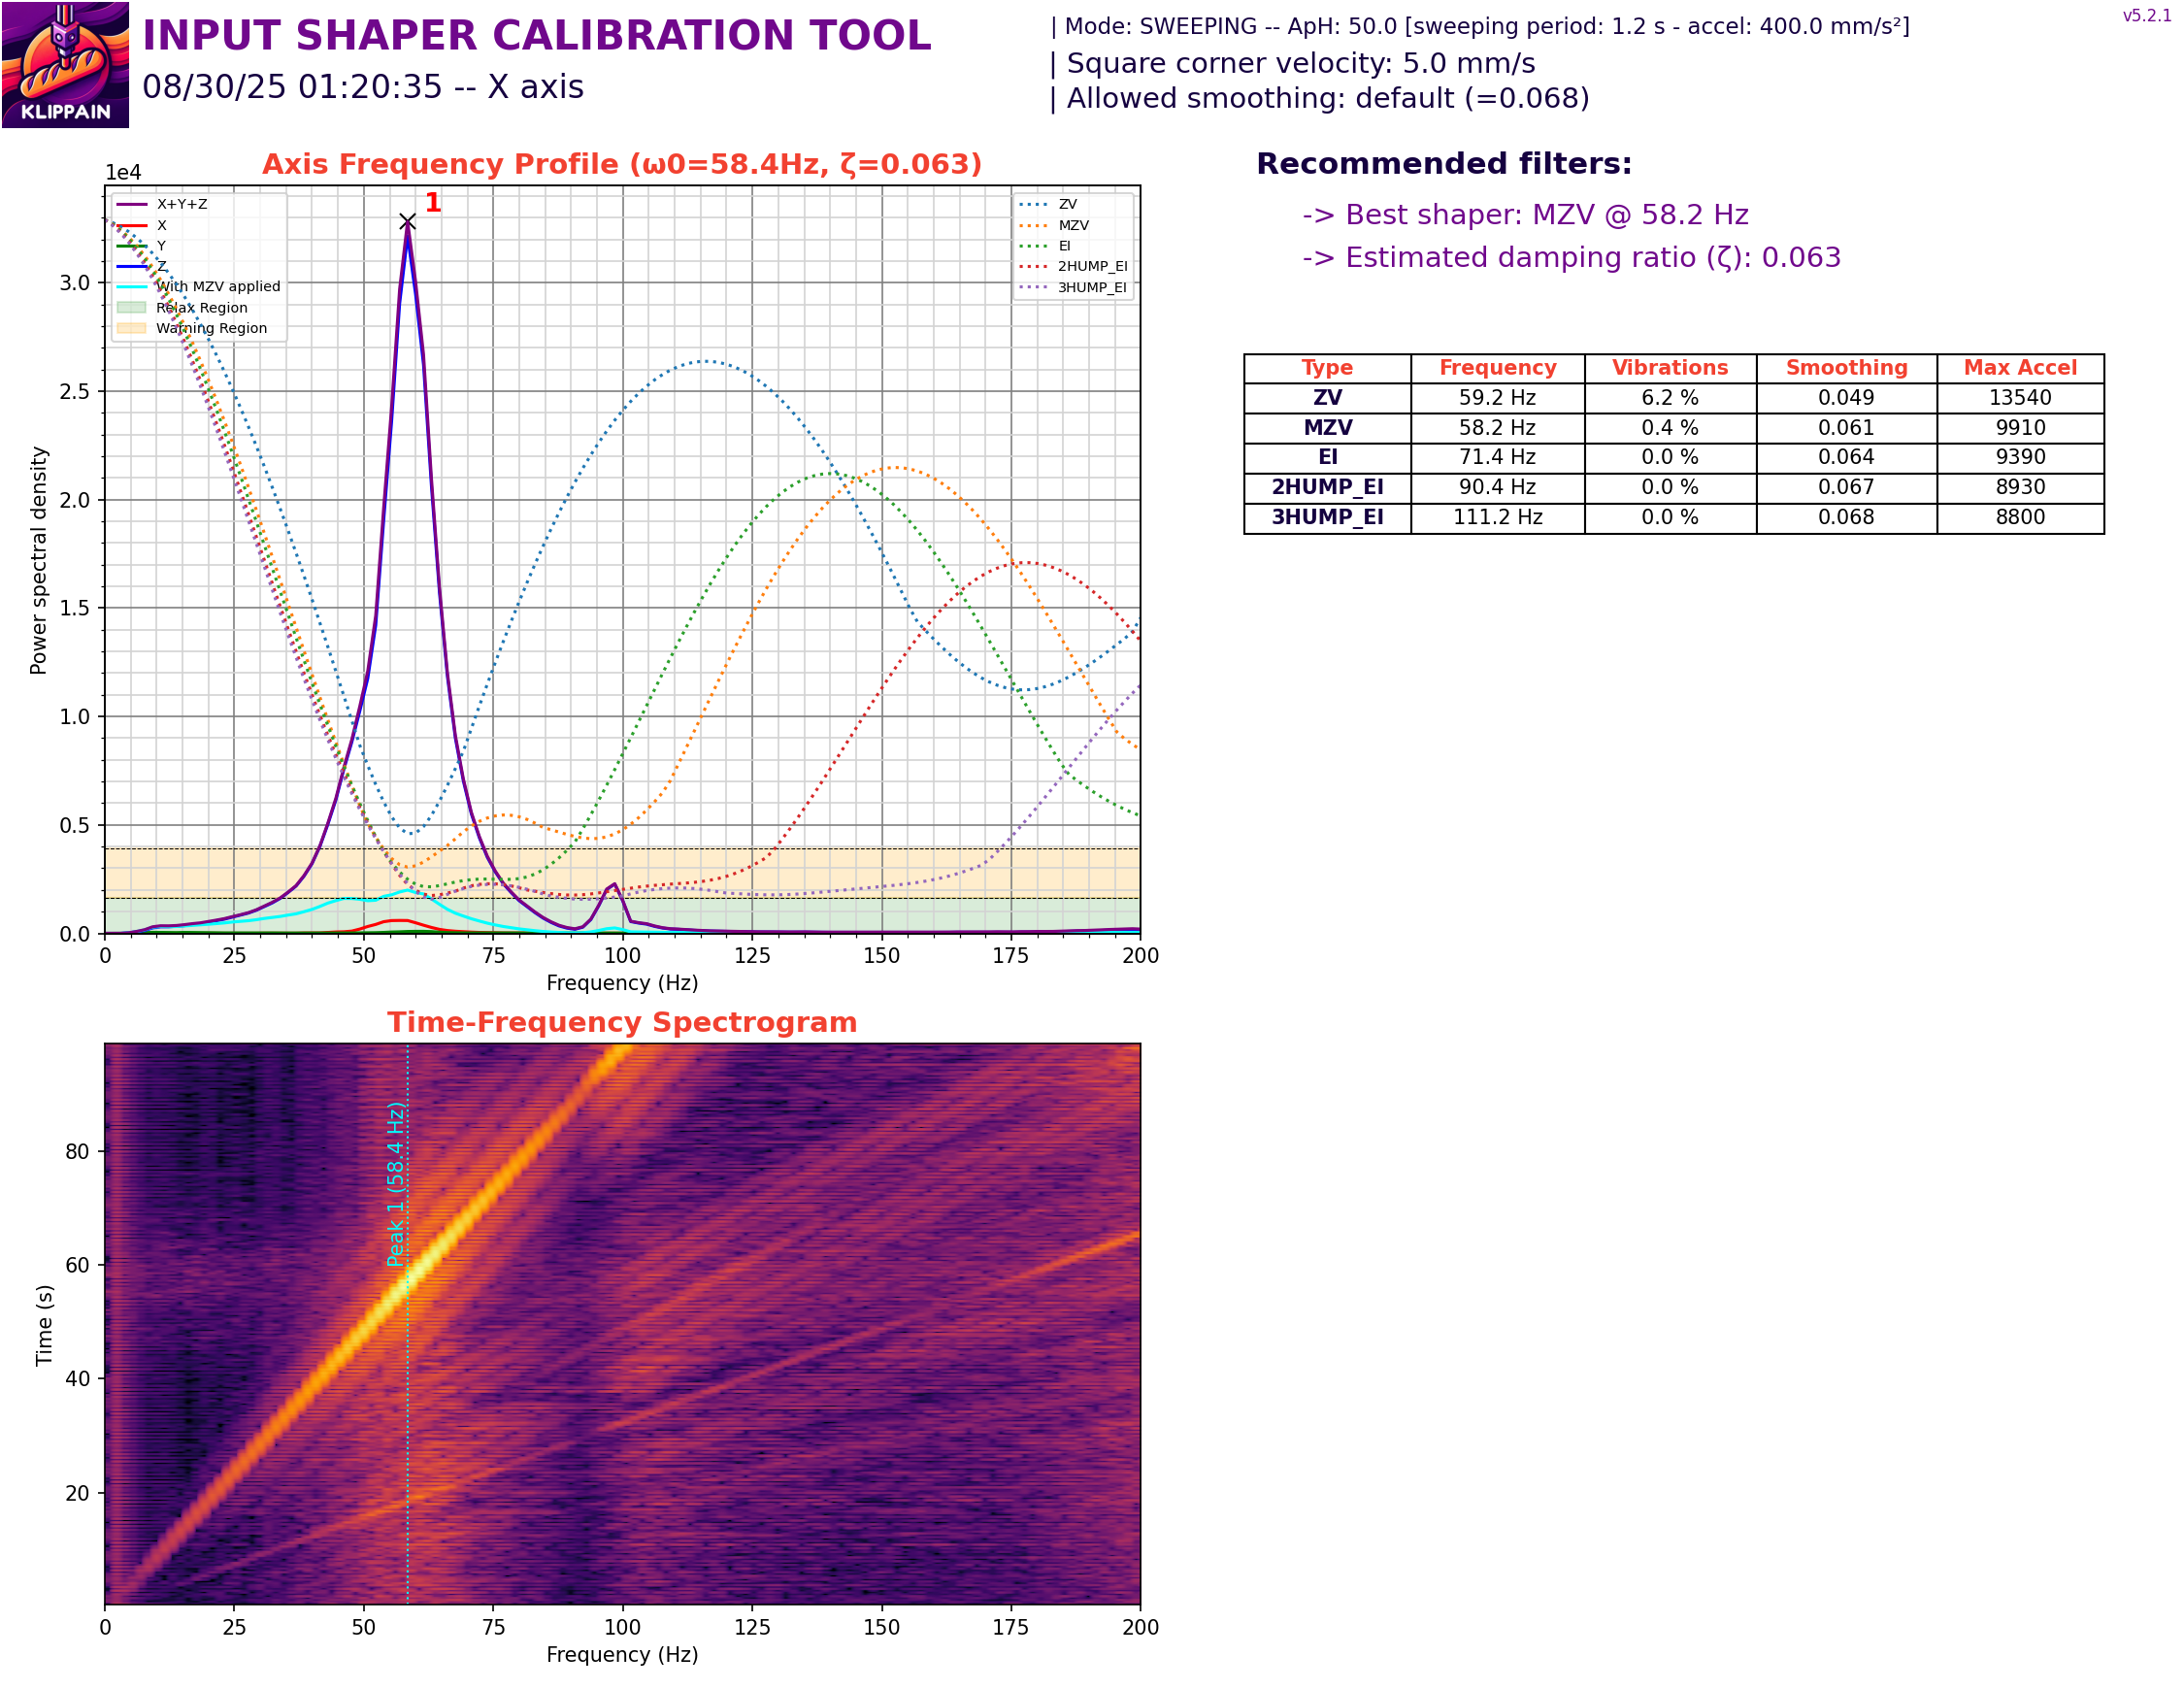 KLIPPAIN
INPUT SHAPER CALIBRATION TOOL
08/30/25 01:20:35 -- X axis
| Mode: SWEEPING -- ApH: 50.0 [sweeping period: 1.2 s - accel: 400.0 mm/s²]
| Square corner velocity: 5.0 mm/s
| Allowed smoothing: default (=0.068)
v5.2.1
Axis Frequency Profile (ω0=58.4Hz, ζ=0.063)
1e4
1
X+Y+Z
X
Y
Z
With MZV applied
Relax Region
Warning Region
ZV
MZV
EI
2HUMP_EI
3HUMP_EI
Power spectral density
3.0
2.5
2.0
1.5
1.0
0.5
0.0
0 25 50 75 100 125 150 175 200
Frequency (Hz)
Recommended filters:
-> Best shaper: MZV @ 58.2 Hz
-> Estimated damping ratio (ζ): 0.063
Type Frequency Vibrations Smoothing Max Accel
ZV 59.2 Hz 6.2 % 0.049 13540
MZV 58.2 Hz 0.4 % 0.061 9910
EI 71.4 Hz 0.0 % 0.064 9390
2HUMP_EI 90.4 Hz 0.0 % 0.067 8930
3HUMP_EI 111.2 Hz 0.0 % 0.068 8800
Time-Frequency Spectrogram
Peak 1 (58.4 Hz)
Time (s)
80
60
40
20
0 25 50 75 100 125 150 175 200
Frequency (Hz)